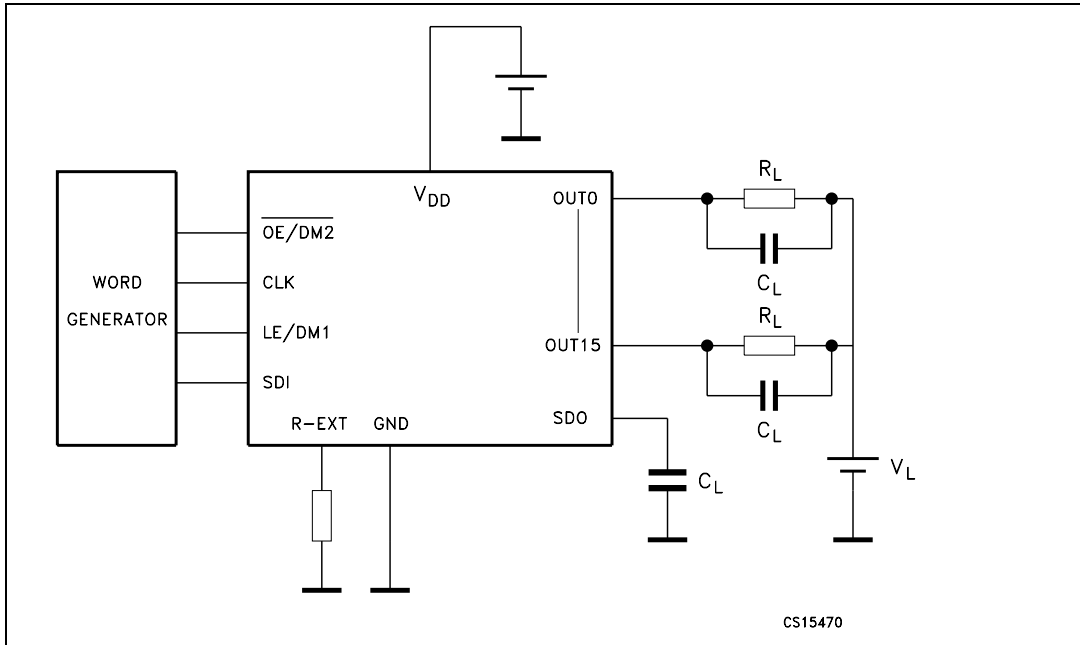 V_DD
OUT0
R_L
OE/DM2
C_L
WORD
GENERATOR
CLK
LE/DM1
R_L
OUT15
SDI
C_L
SDO
R-EXT GND
V_L
C_L
CS15470